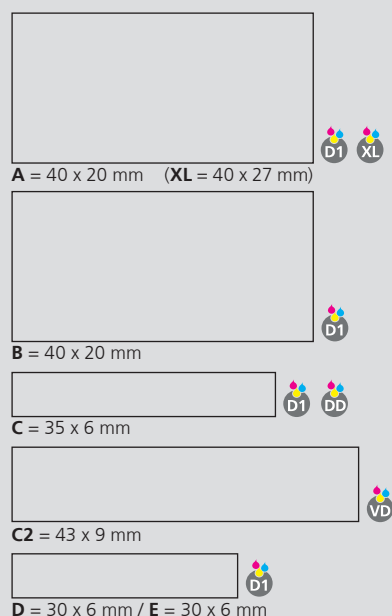 D1 XL
A = 40 x 20 mm (XL = 40 x 27 mm)
D1
B = 40 x 20 mm
D1 DD
C = 35 x 6 mm
VD
C2 = 43 x 9 mm
D1
D = 30 x 6 mm / E = 30 x 6 mm